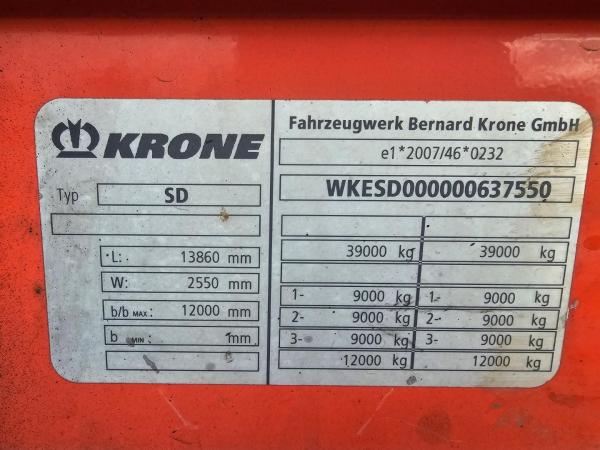 KRONE
Typ SD
L: 13860 mm
W: 2550 mm
b/b MAX: 12000 mm
b MIN: mm
Fahrzeugwerk Bernard Krone GmbH
e1*2007/46*0232
WKESD000000637550
39000 kg 39000 kg
1- 9000 kg 1- 9000 kg
2- 9000 kg 2- 9000 kg
3- 9000 kg 3- 9000 kg
12000 kg 12000 kg